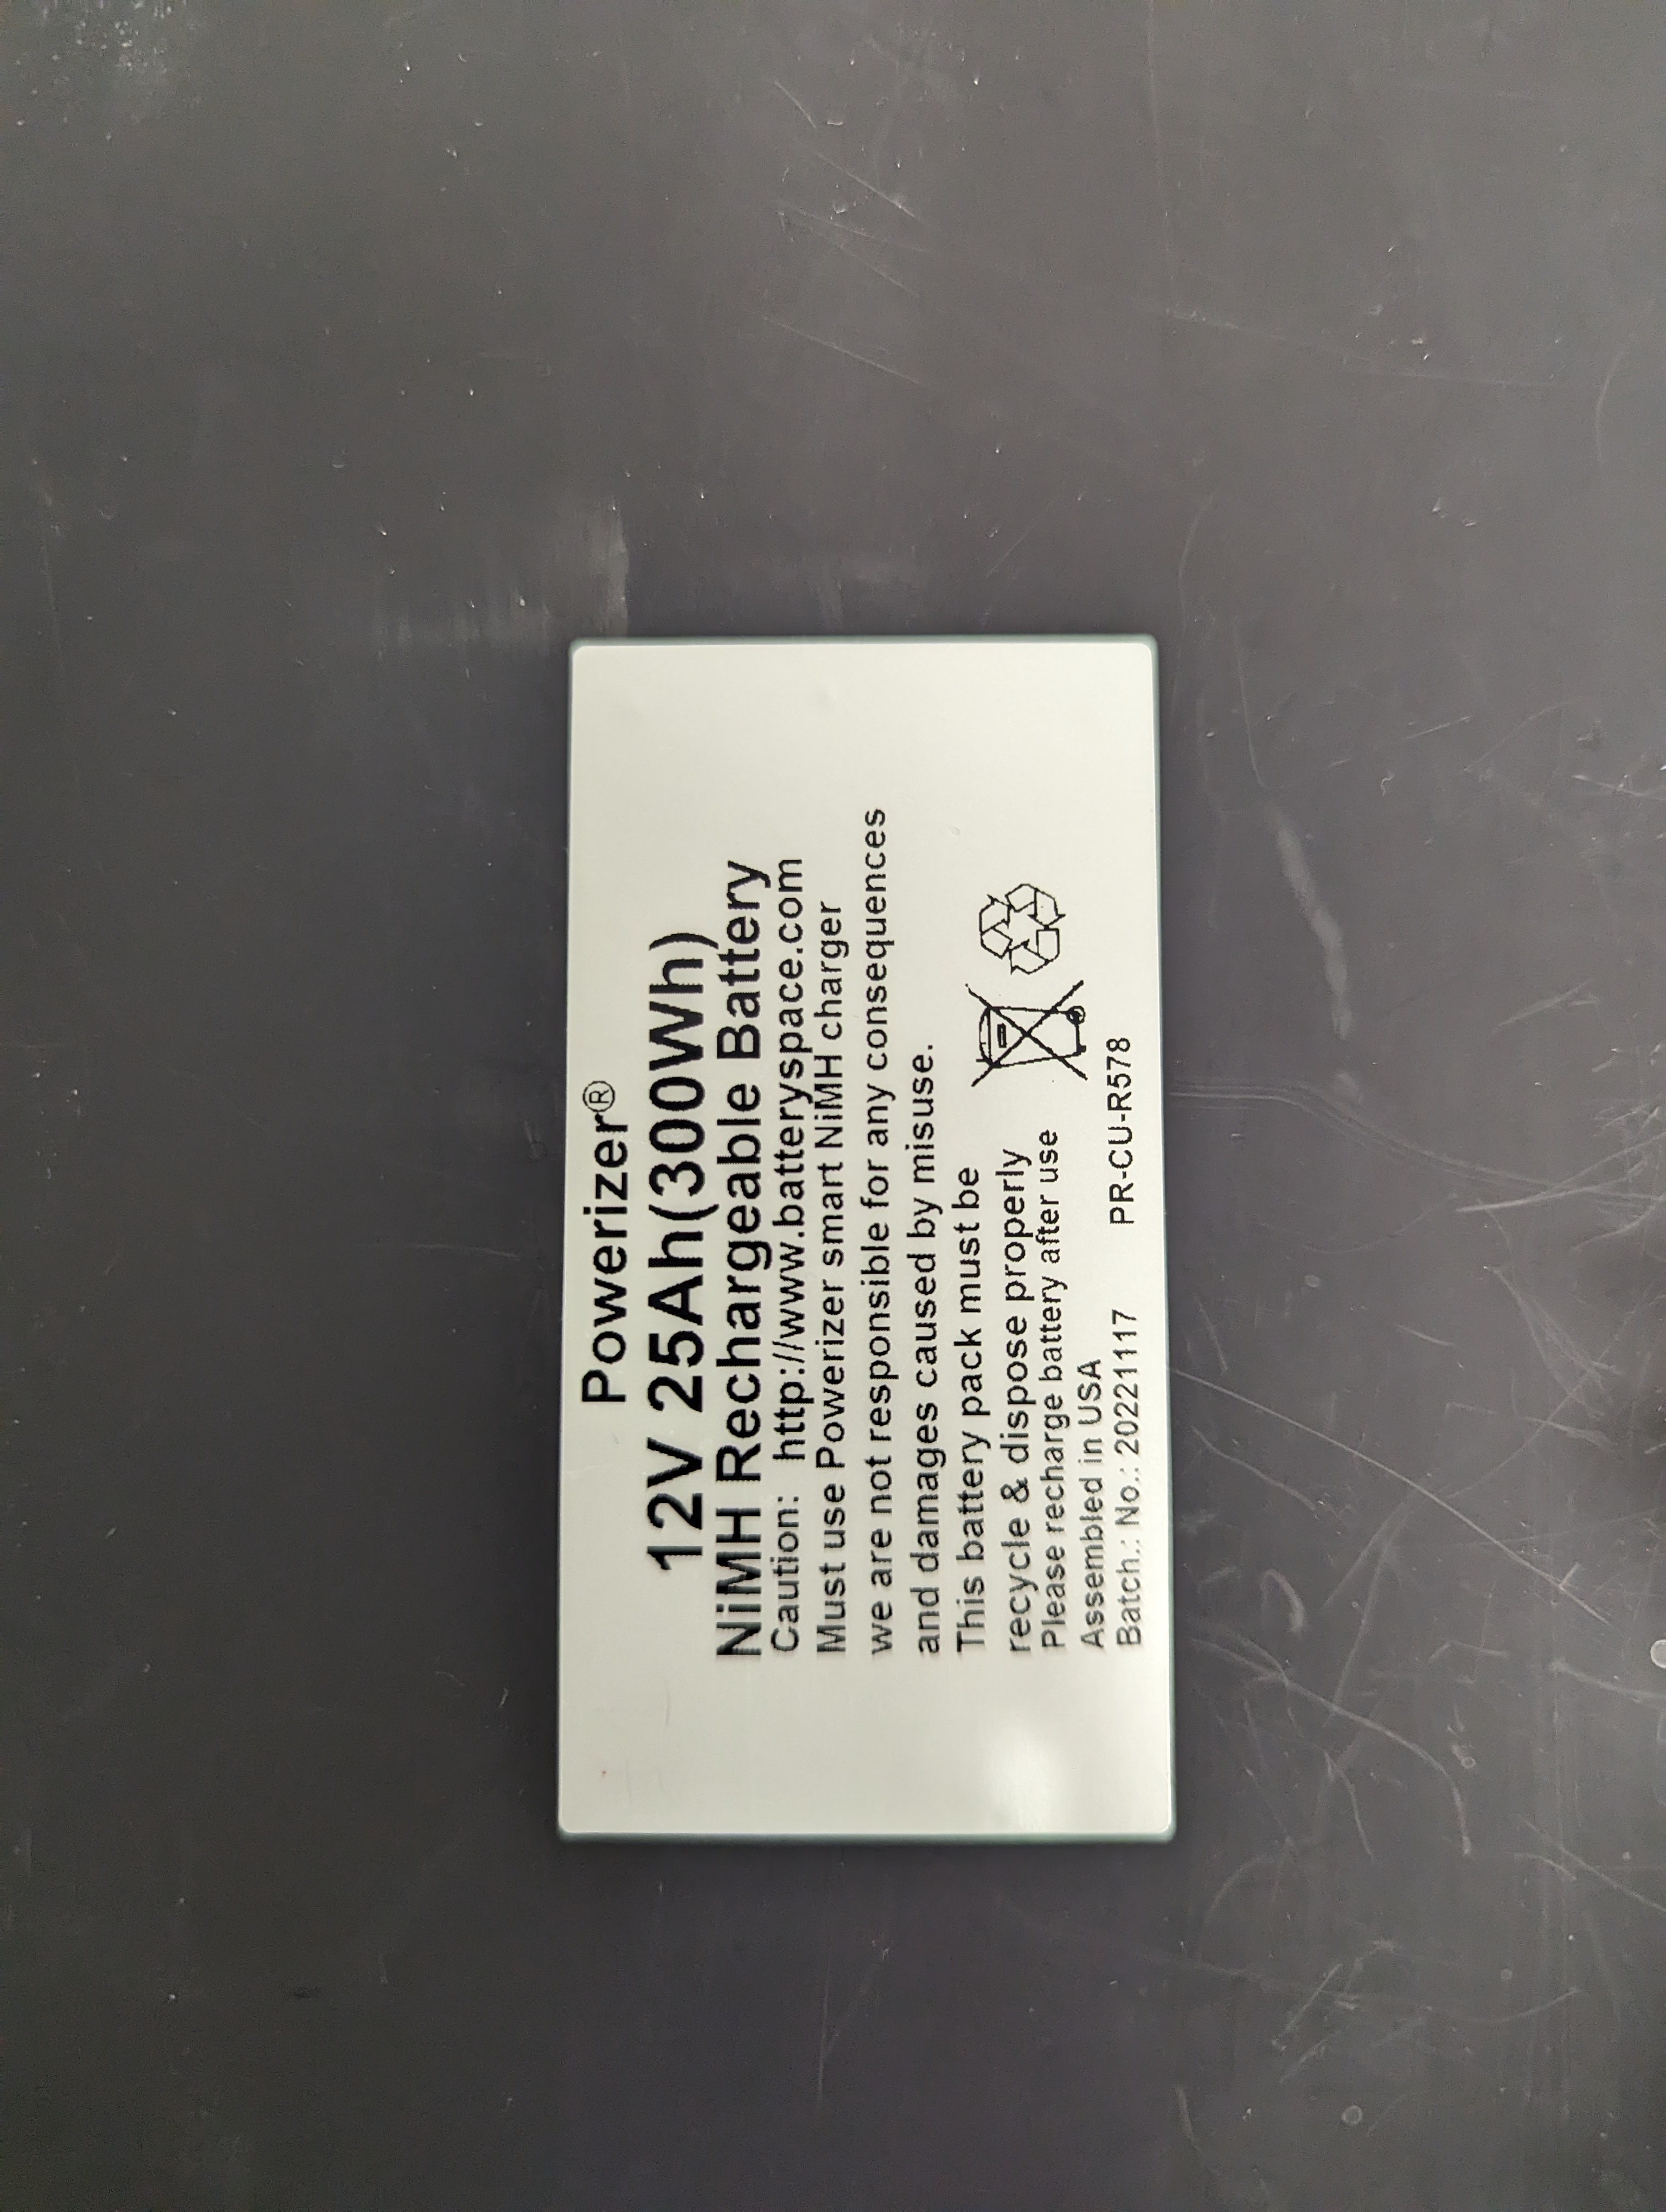 Powerizer®
12V 25Ah(300Wh)
NiMH Rechargeable Battery
Caution: http://www.batteryspace.com
Must use Powerizer smart NiMH charger
we are not responsible for any consequences
and damages caused by misuse.
This battery pack must be
recycle & dispose properly
Please recharge battery after use
Assembled in USA
Batch.: No.: 20221117 PR-CU-R578